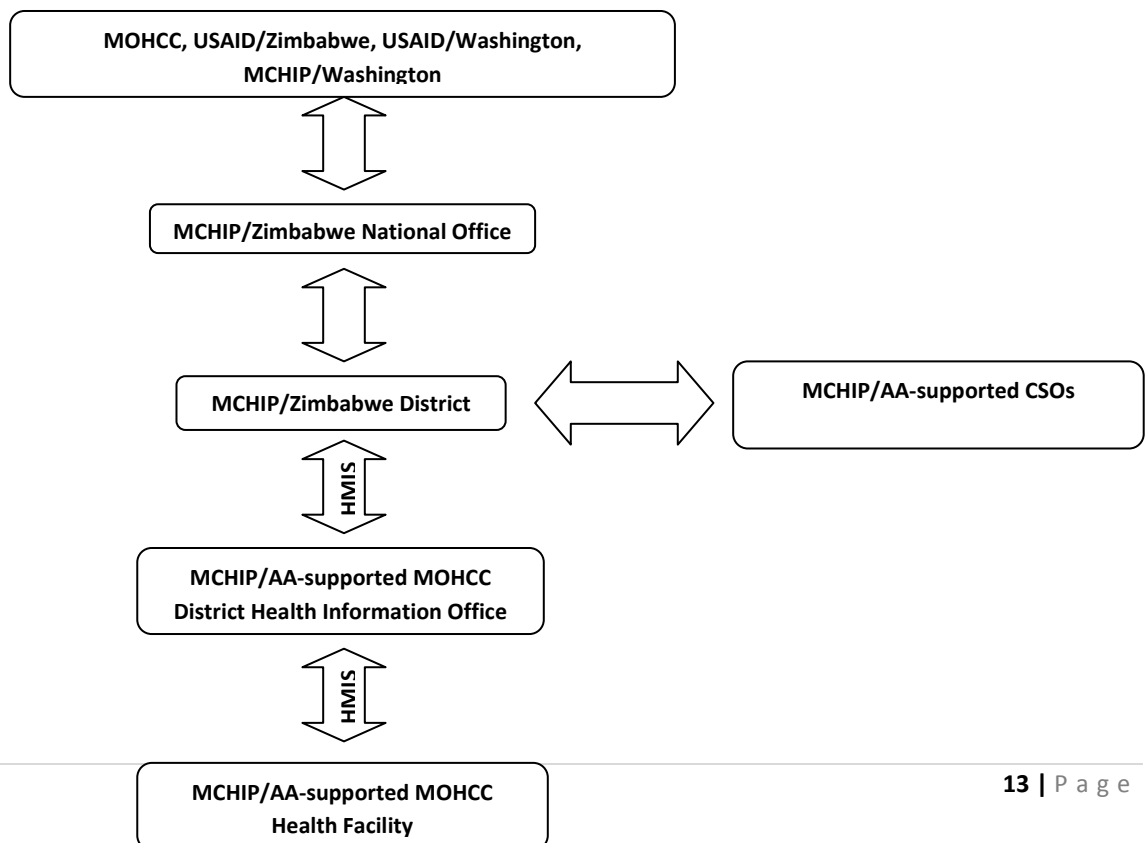 MOHCC, USAID/Zimbabwe, USAID/Washington,
MCHIP/Washington
MCHIP/Zimbabwe National Office
MCHIP/Zimbabwe District
MCHIP/AA-supported CSOs
HMIS
MCHIP/AA-supported MOHCC
District Health Information Office
HMIS
MCHIP/AA-supported MOHCC
Health Facility
13 | Page